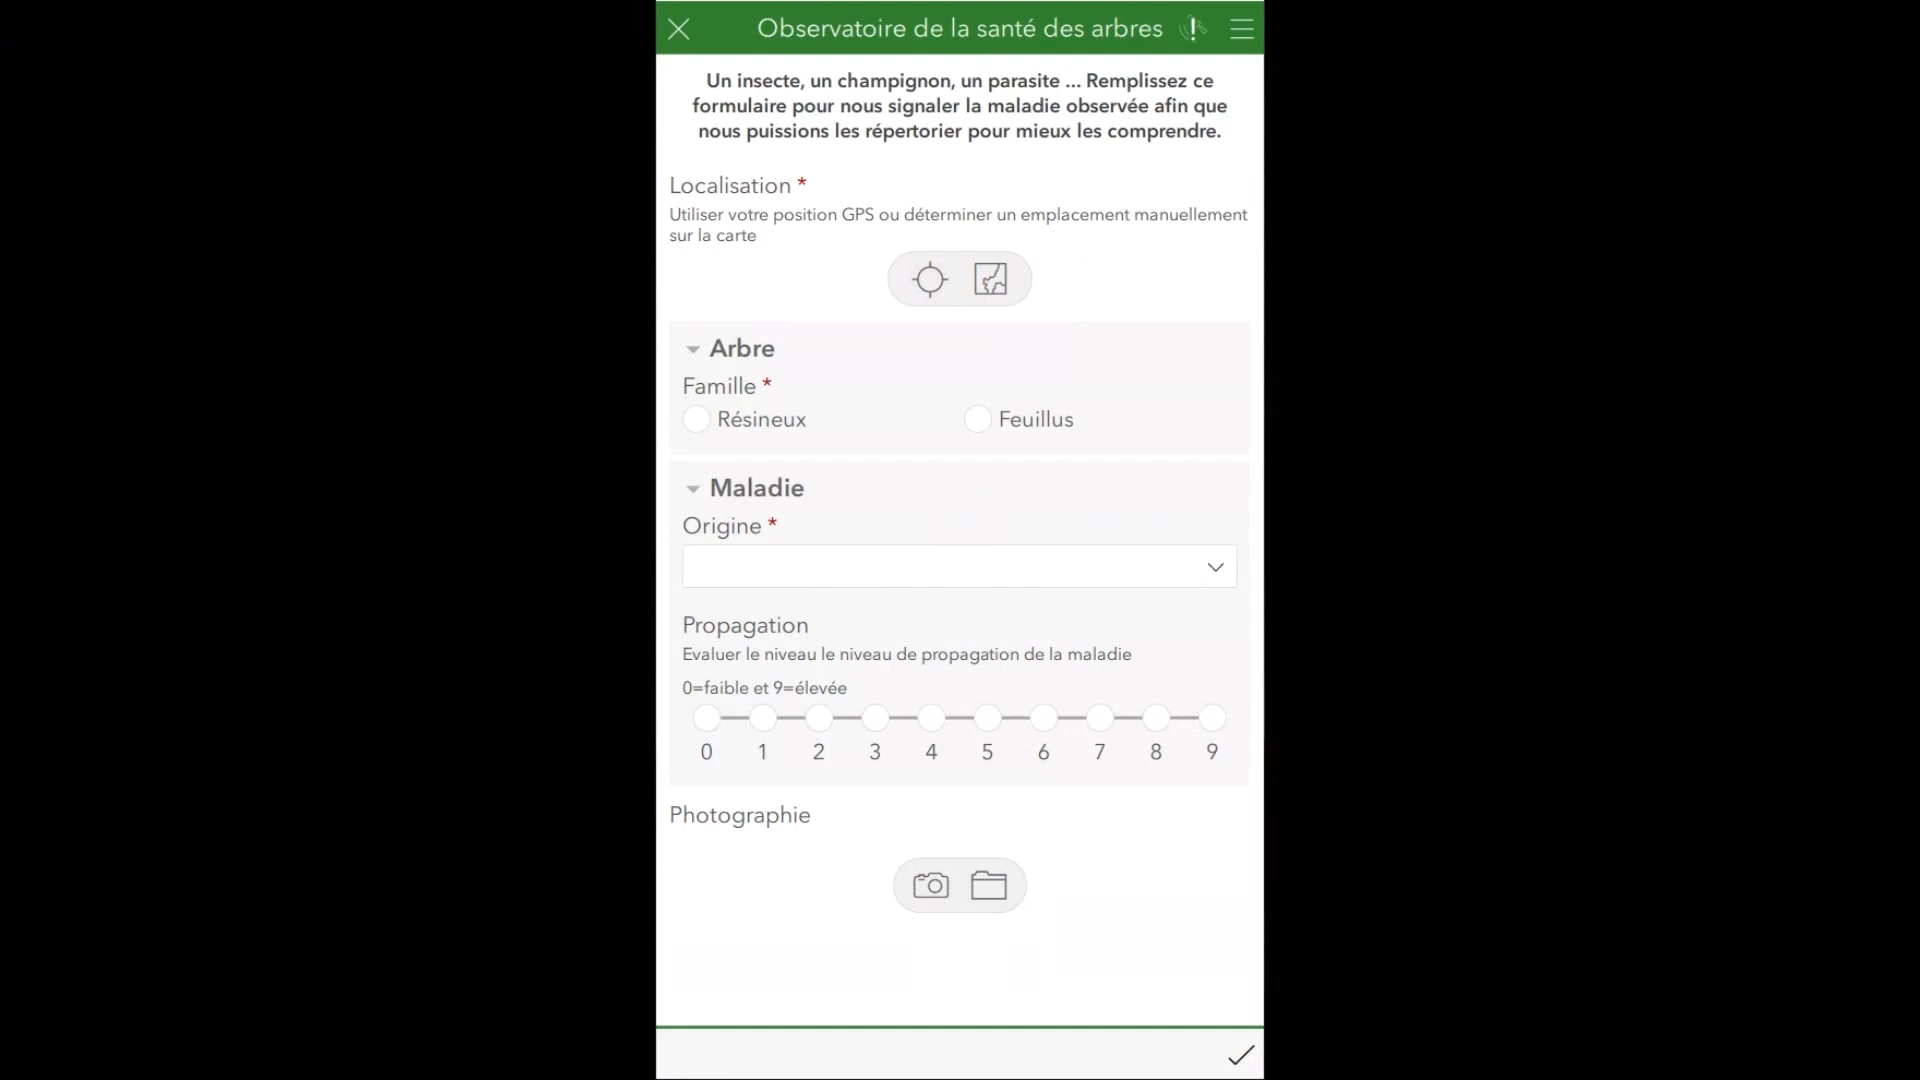 Observatoire de la santé des arbres
Un insecte, un champignon, un parasite ... Remplissez ce
formulaire pour nous signaler la maladie observée afin que
nous puissions les répertorier pour mieux les comprendre.
Localisation *
Utiliser votre position GPS ou déterminer un emplacement manuellement
sur la carte
Arbre
Famille *
Résineux Feuillus
Maladie
Origine *
Propagation
Evaluer le niveau le niveau de propagation de la maladie
0=faible et 9=élevée
0 1 2 3 4 5 6 7 8 9
Photographie